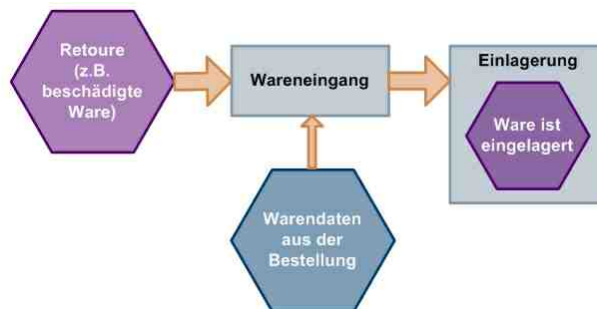 Retoure
(z.B.
beschädigte
Ware)
Wareneingang
Einlagerung
Ware ist
eingelagert
Warendaten
aus der
Bestellung